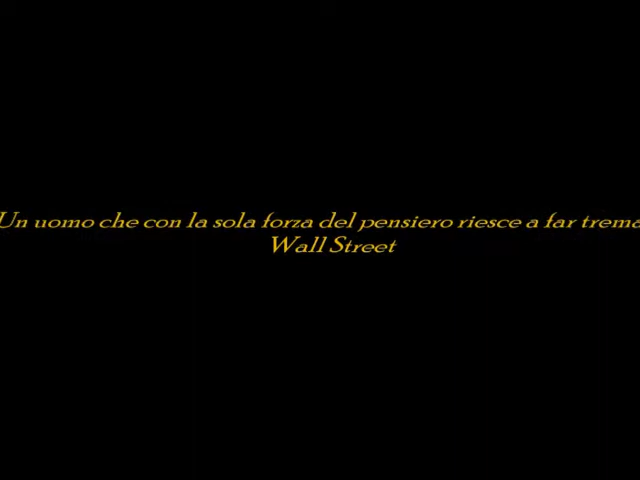 Un uomo che con la sola forza del pensiero riesce a far trema
Wall Street